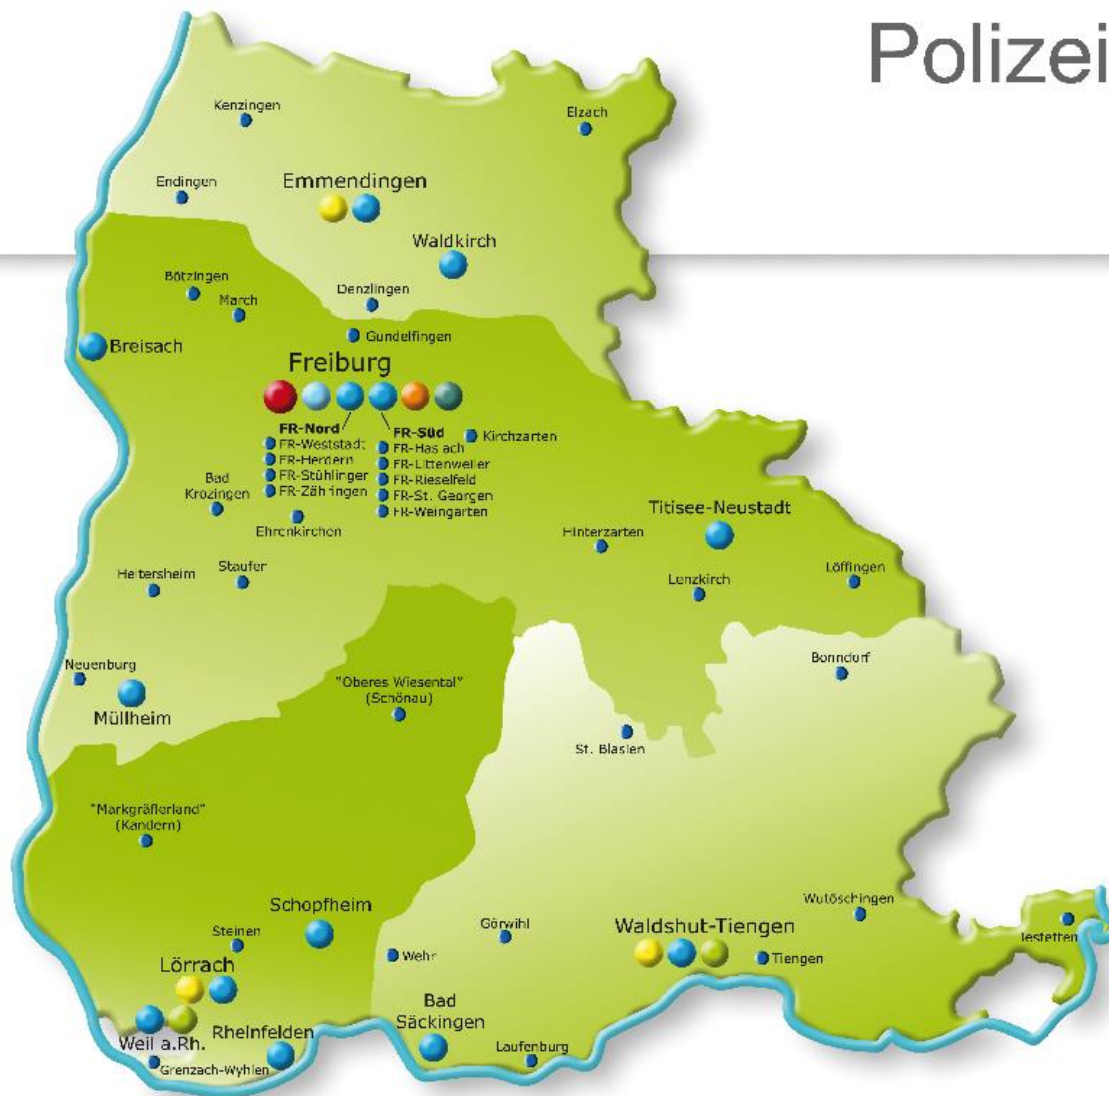 Polizei
Kenzingen
Elzach
Endingen
Emmendingen
Waldkirch
Bötzingen
March
Denzlingen
Gundelfingen
Breisach
Freiburg
FR-Nord
FR-Weststadt
FR-Herdern
FR-Stühlinger
FR-Zähringen
FR-Süd
FR-Haslach
FR-Littenweiler
FR-Rieselfeld
FR-St. Georgen
FR-Weingarten
Kirchzarten
Bad
Krozingen
Ehrenkirchen
Titisee-Neustadt
Hinterzarten
Heitersheim
Staufen
Lenzkirch
Löffingen
Neuenburg
Müllheim
"Oberes Wiesental"
(Schönau)
Bonndorf
St. Blasien
"Markgräflerland"
(Kandern)
Schopfheim
Steinen
Lörrach
Wehr
Görwihl
Waldshut-Tiengen
Tiengen
Wutöschingen
Jestetten
Weil a.Rh.
Rheinfelden
Grenzach-Wyhlen
Bad
Säckingen
Laufenburg